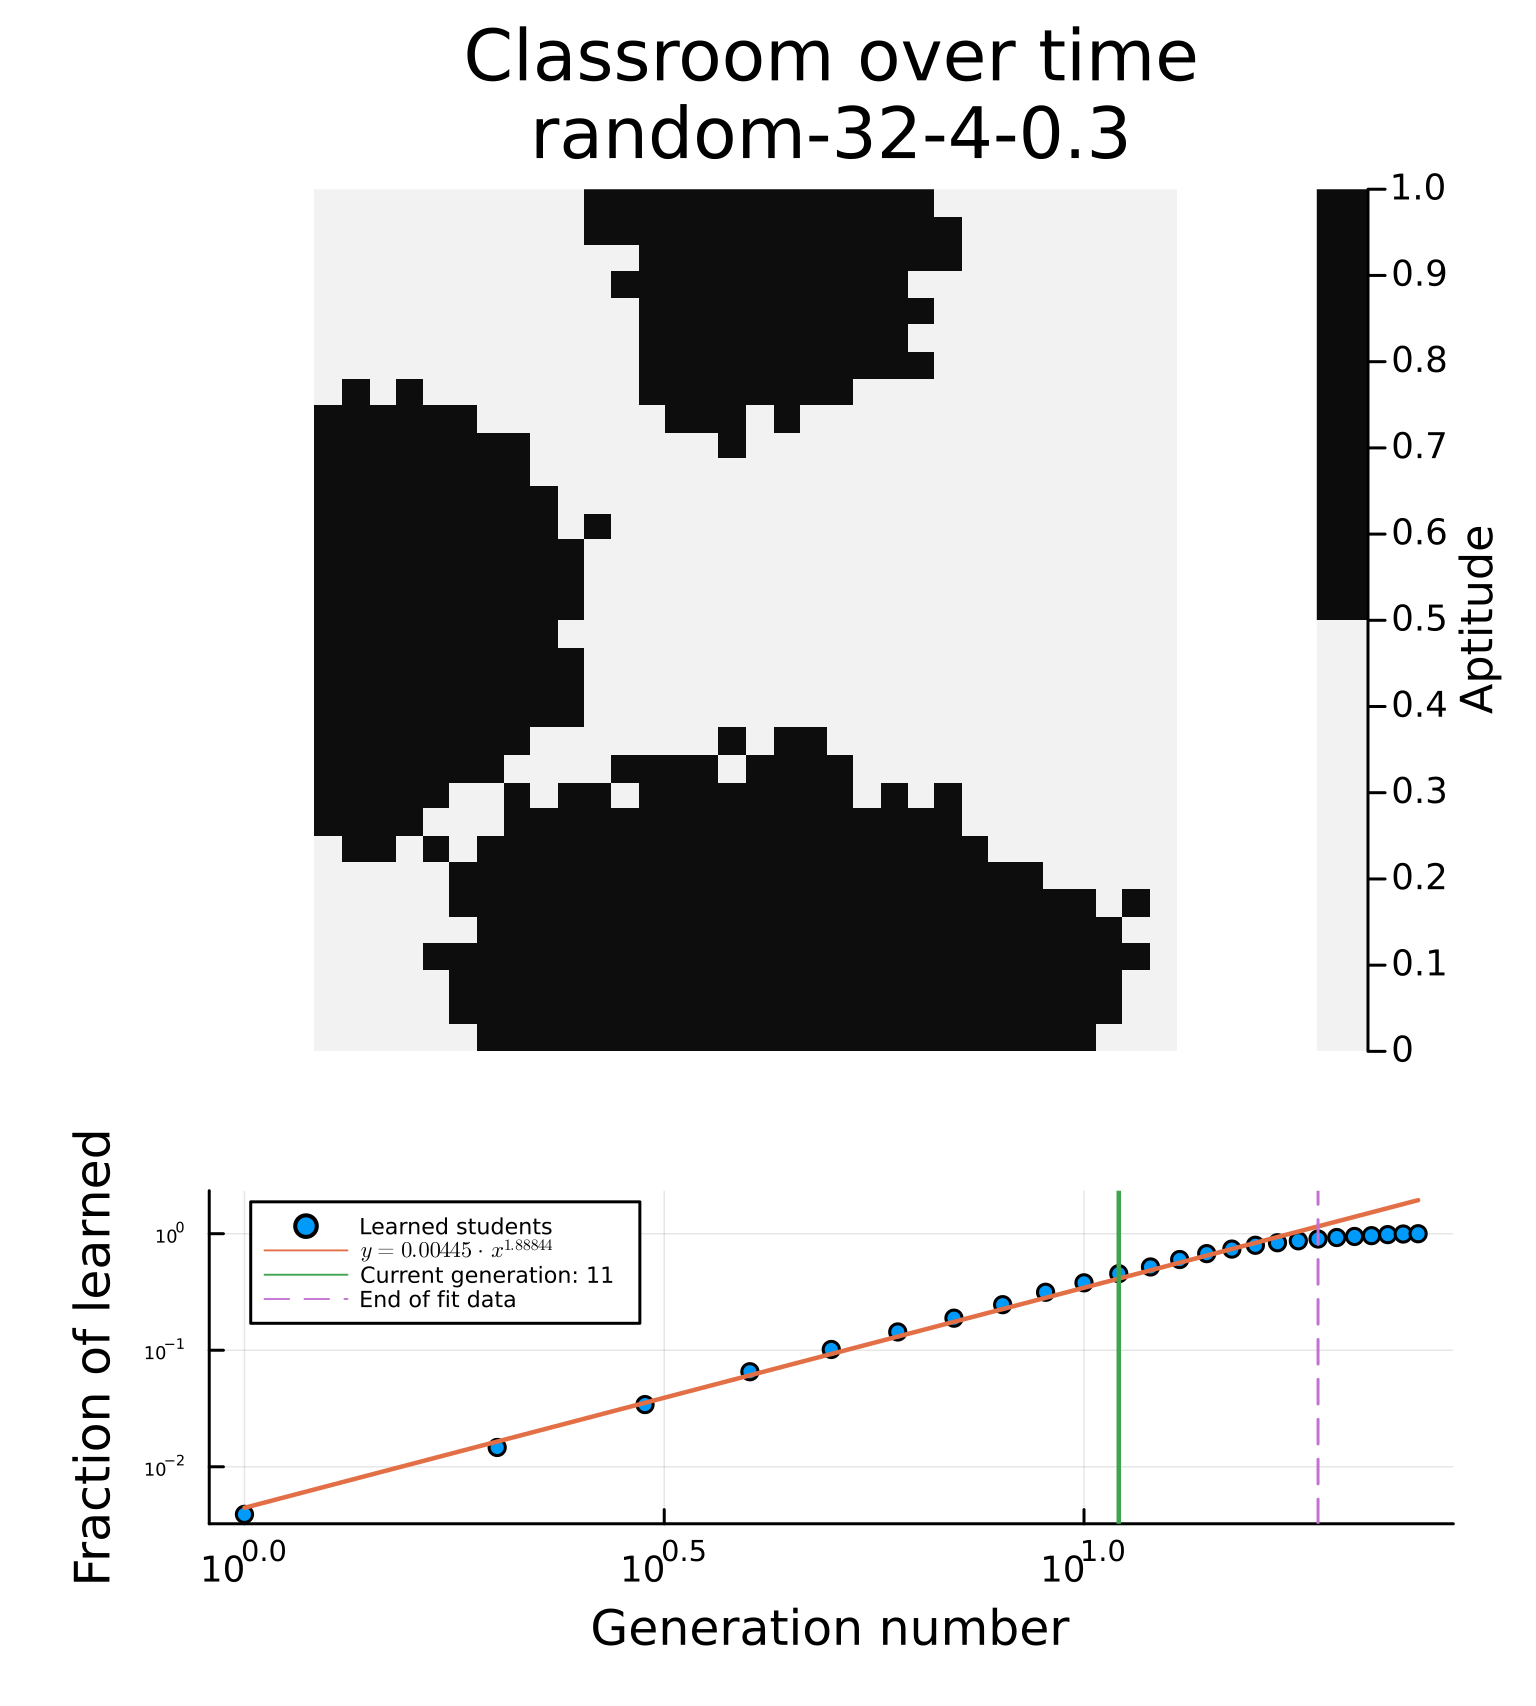 Classroom over time
random-32-4-0.3
1.0
0.9
0.8
0.7
0.6
0.5
0.4
0.3
0.2
0.1
0
Aptitude
Fraction of learned
10⁰
10⁻¹
10⁻²
Learned students
y = 0.00445 · x^1.88844
Current generation: 11
End of fit data
10^0.0
10^0.5
10^1.0
Generation number